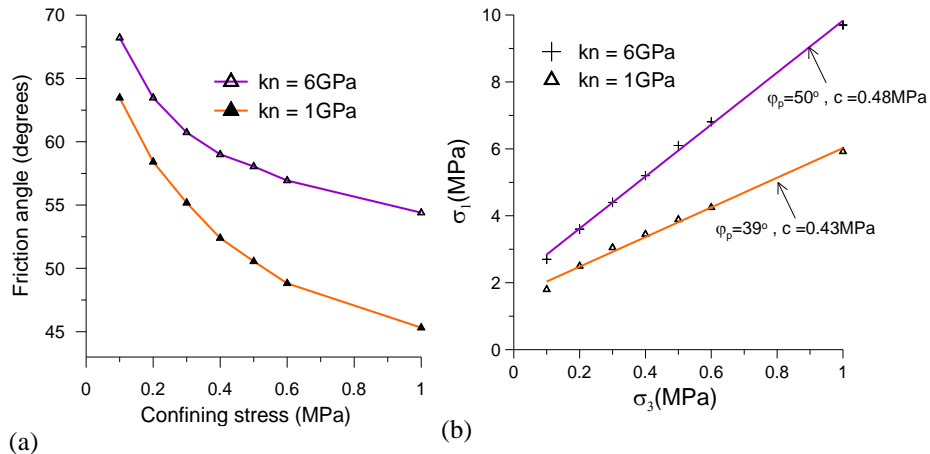 70
65
60
55
50
45
Friction angle (degrees)
kn = 6GPa
kn = 1GPa
0 0.2 0.4 0.6 0.8 1
Confining stress (MPa)
(a)
10
8
6
4
2
0
σ₁(MPa)
kn = 6GPa
kn = 1GPa
φₚ=50º , c =0.48MPa
φₚ=39º , c =0.43MPa
0 0.2 0.4 0.6 0.8 1
σ₃(MPa)
(b)